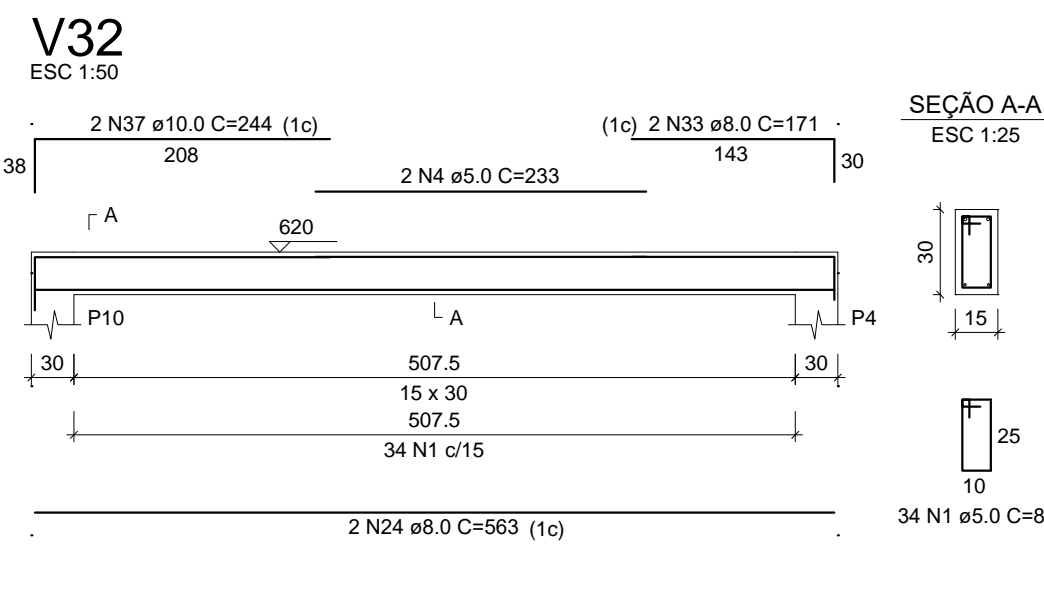 V32
ESC 1:50
2 N37 ø10.0 C=244 (1c)
(1c) 2 N33 ø8.0 C=171
SEÇÃO A-A
ESC 1:25
38
208
143
30
2 N4 ø5.0 C=233
A
620
30
P10
A
P4
15
30
507.5
30
15 x 30
507.5
34 N1 c/15
25
10
34 N1 ø5.0 C=8
2 N24 ø8.0 C=563 (1c)